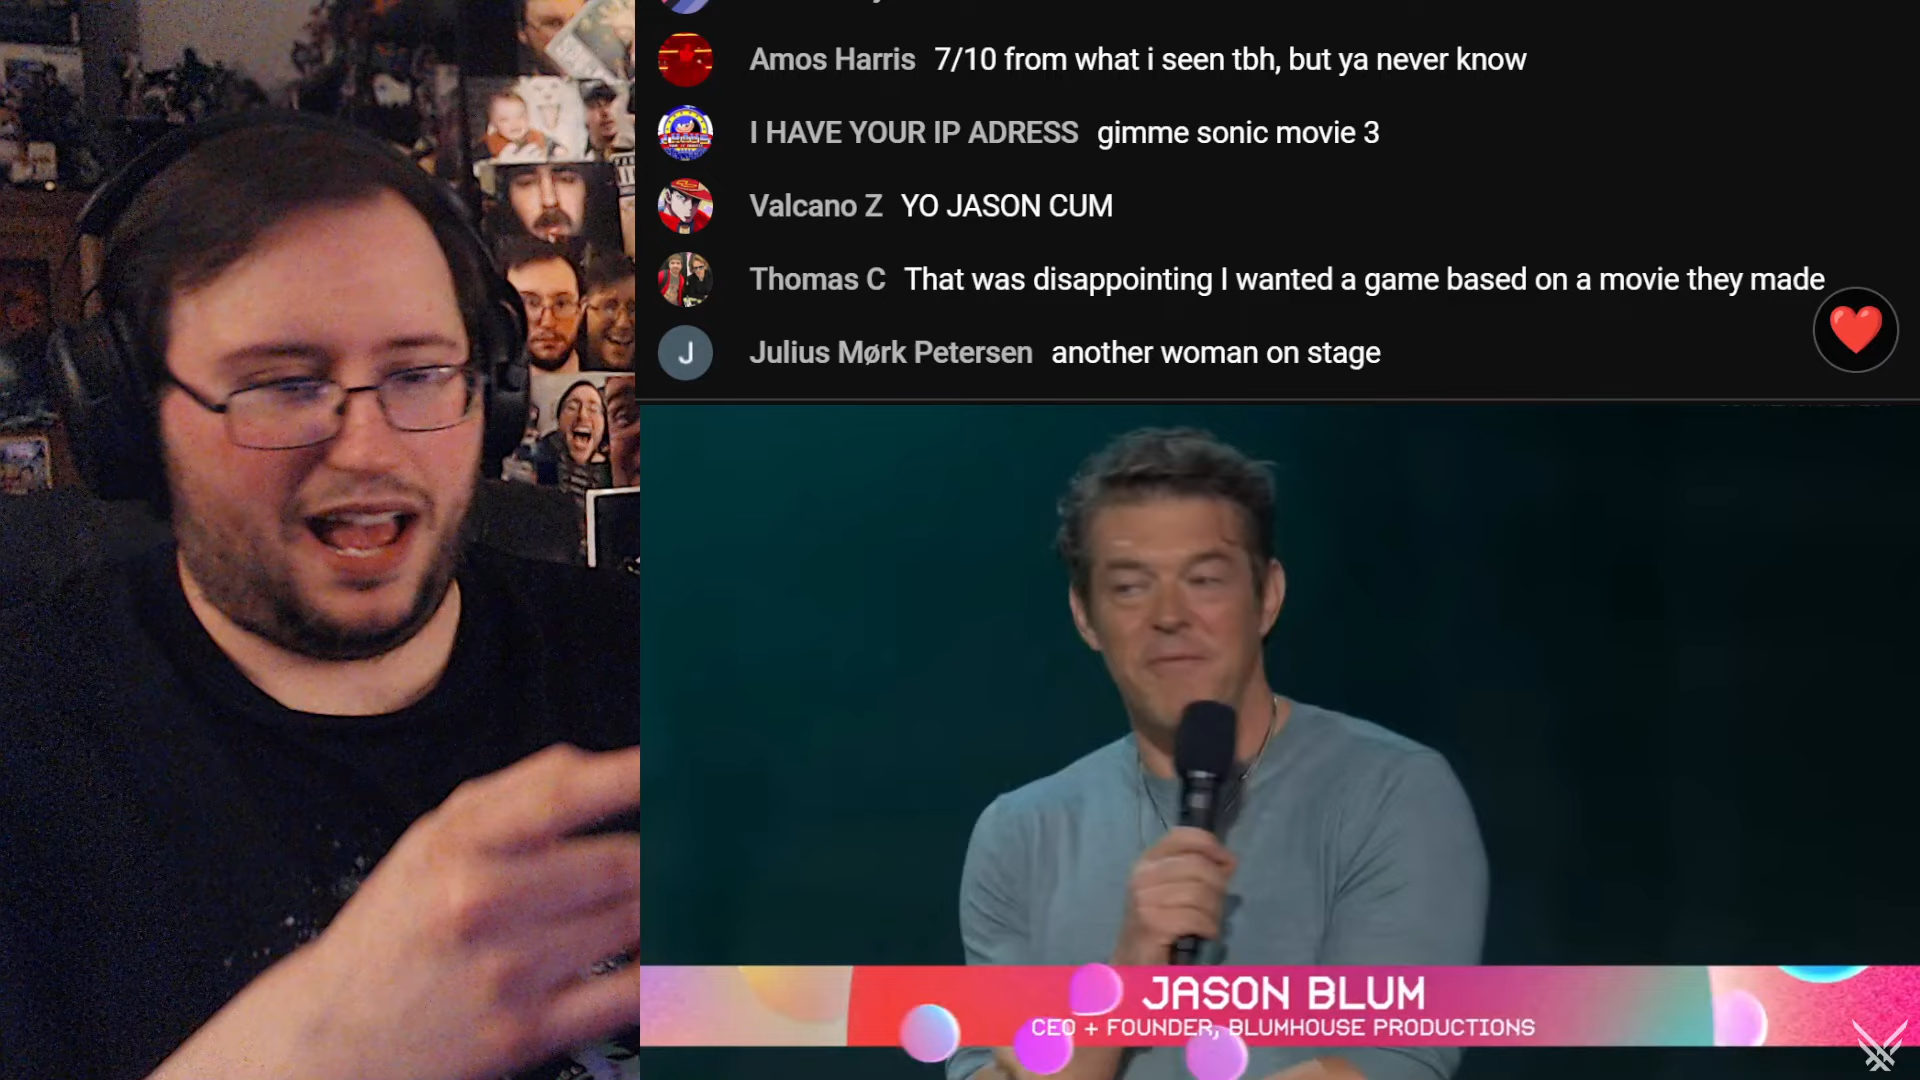 Amos Harris 7/10 from what i seen tbh, but ya never know
I HAVE YOUR IP ADRESS gimme sonic movie 3
Valcano Z YO JASON CUM
Thomas C That was disappointing I wanted a game based on a movie they made
J Julius Mørk Petersen another woman on stage
JASON BLUM
CEO + FOUNDER, BLUMHOUSE PRODUCTIONS